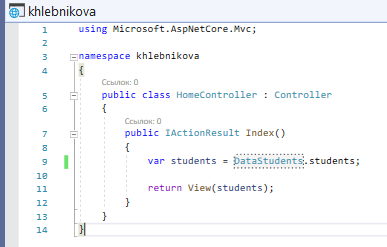 khlebnikova
1 using Microsoft.AspNetCore.Mvc;
2
3 namespace khlebnikova
4 {
Ссылок: 0
5 public class HomeController : Controller
6 {
Ссылок: 0
7 public IActionResult Index()
8 {
9 var students = DataStudents.students;
10
11 return View(students);
12 }
13 }
14 }